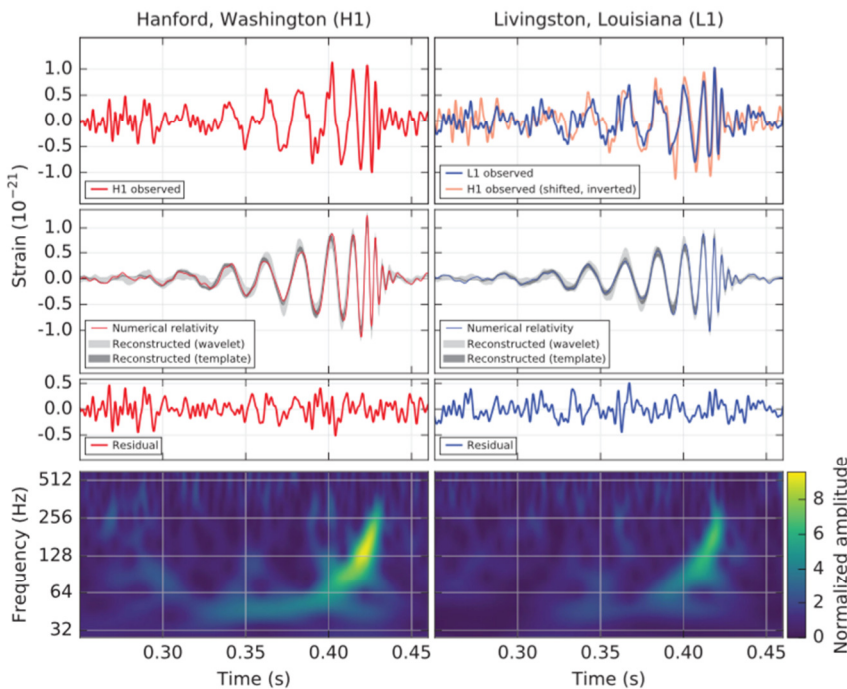 Hanford, Washington (H1)
Livingston, Louisiana (L1)
Strain (10⁻²¹)
1.0
0.5
0.0
-0.5
-1.0
H1 observed
L1 observed
H1 observed (shifted, inverted)
1.0
0.5
0.0
-0.5
-1.0
Numerical relativity
Reconstructed (wavelet)
Reconstructed (template)
Numerical relativity
Reconstructed (wavelet)
Reconstructed (template)
0.5
0.0
-0.5
Residual
Residual
Frequency (Hz)
512
256
128
64
32
0.30
0.35
0.40
0.45
Time (s)
0.30
0.35
0.40
0.45
Time (s)
8
6
4
2
0
Normalized amplitude